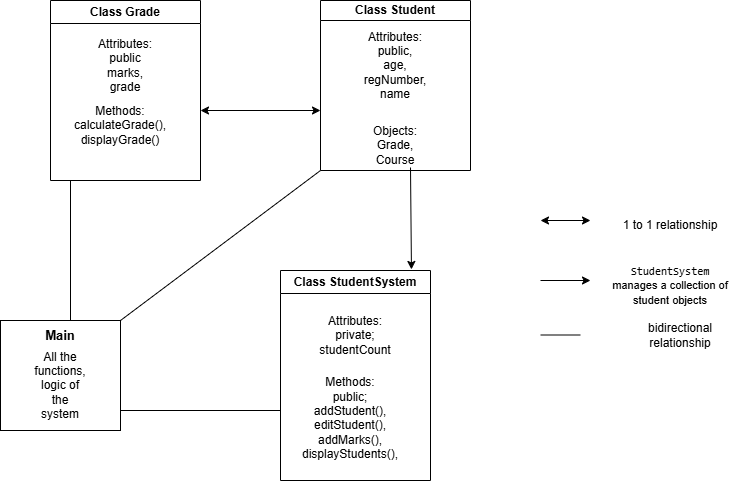 Class Grade
Attributes:
public
marks,
grade
Methods:
calculateGrade(),
displayGrade()
Class Student
Attributes:
public,
age,
regNumber,
name
Objects:
Grade,
Course
1 to 1 relationship
StudentSystem
manages a collection of
student objects
bidirectional
relationship
Class StudentSystem
Attributes:
private;
studentCount
Methods:
public;
addStudent(),
editStudent(),
addMarks(),
displayStudents(),
Main
All the
functions,
logic of
the
system